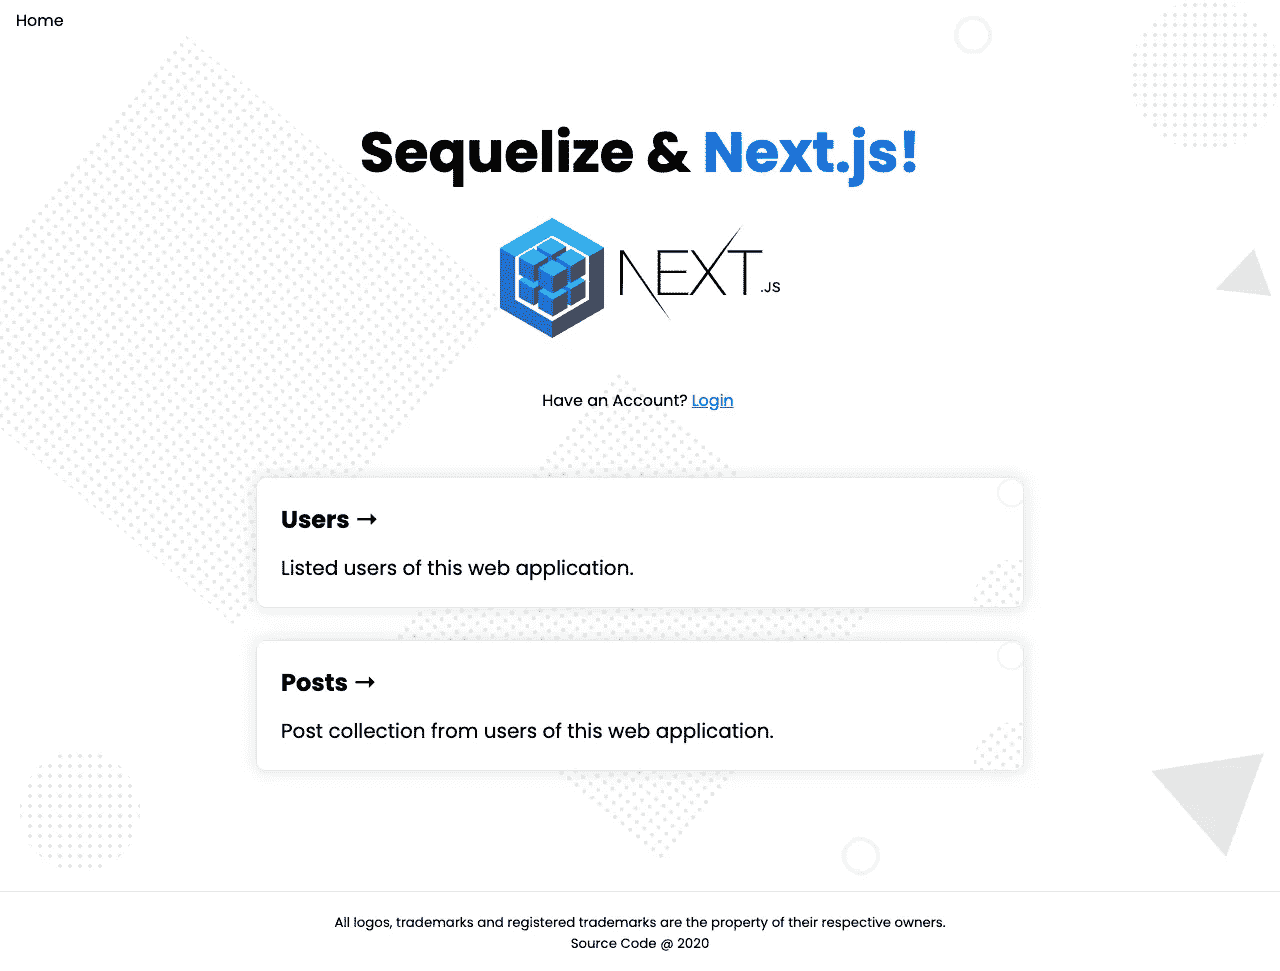 Home
Sequelize & Next.js!
NEXT.JS
Have an Account? Login
Users →
Listed users of this web application.
Posts →
Post collection from users of this web application.
All logos, trademarks and registered trademarks are the property of their respective owners.
Source Code @ 2020